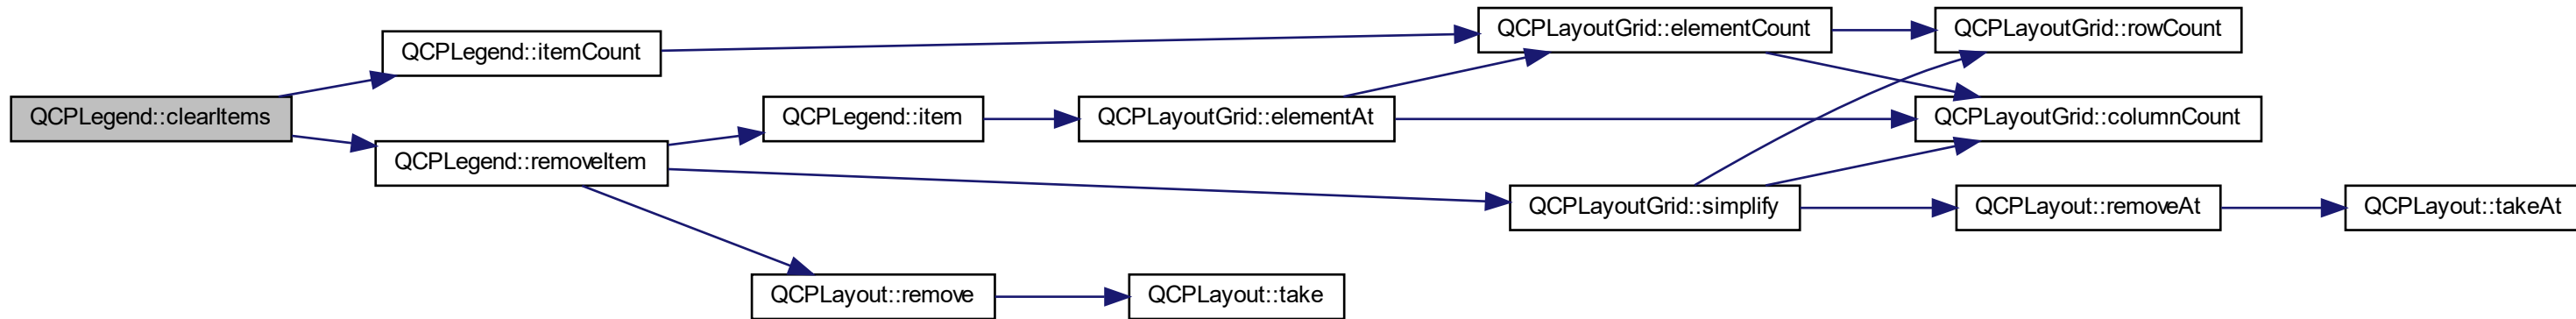 QCPLegend::clearItems
QCPLegend::itemCount
QCPLegend::removeItem
QCPLegend::item
QCPLayout::remove
QCPLayoutGrid::elementAt
QCPLayout::take
QCPLayoutGrid::elementCount
QCPLayoutGrid::simplify
QCPLayoutGrid::rowCount
QCPLayoutGrid::columnCount
QCPLayout::removeAt
QCPLayout::takeAt